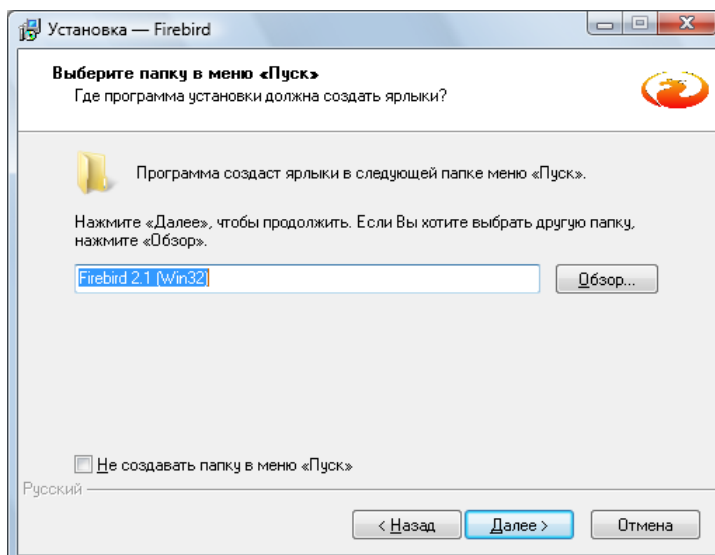 Установка — Firebird
Выберите папку в меню «Пуск»
Где программа установки должна создать ярлыки?
Программа создаст ярлыки в следующей папке меню «Пуск».
Нажмите «Далее», чтобы продолжить. Если Вы хотите выбрать другую папку,
нажмите «Обзор».
Firebird 2.1 (Win32)
Обзор...
Не создавать папку в меню «Пуск»
Русский
< Назад
Далее >
Отмена